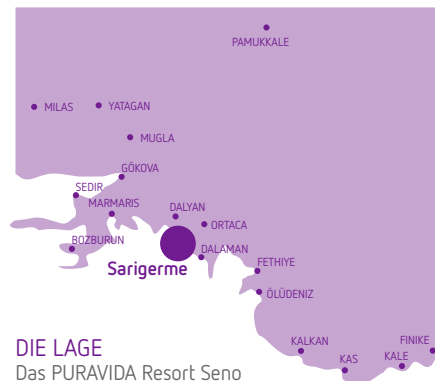 PAMUKKALE
MILAS
YATAGAN
MUGLA
GÖKOVA
SEDIR
MARMARIS
DALYAN
ORTACA
BOZBURUN
DALAMAN
Sarigerme
FETHIYE
ÖLÜDENIZ
KALKAN
FINIKE
KAS
KALE
DIE LAGE
Das PURAVIDA Resort Seno